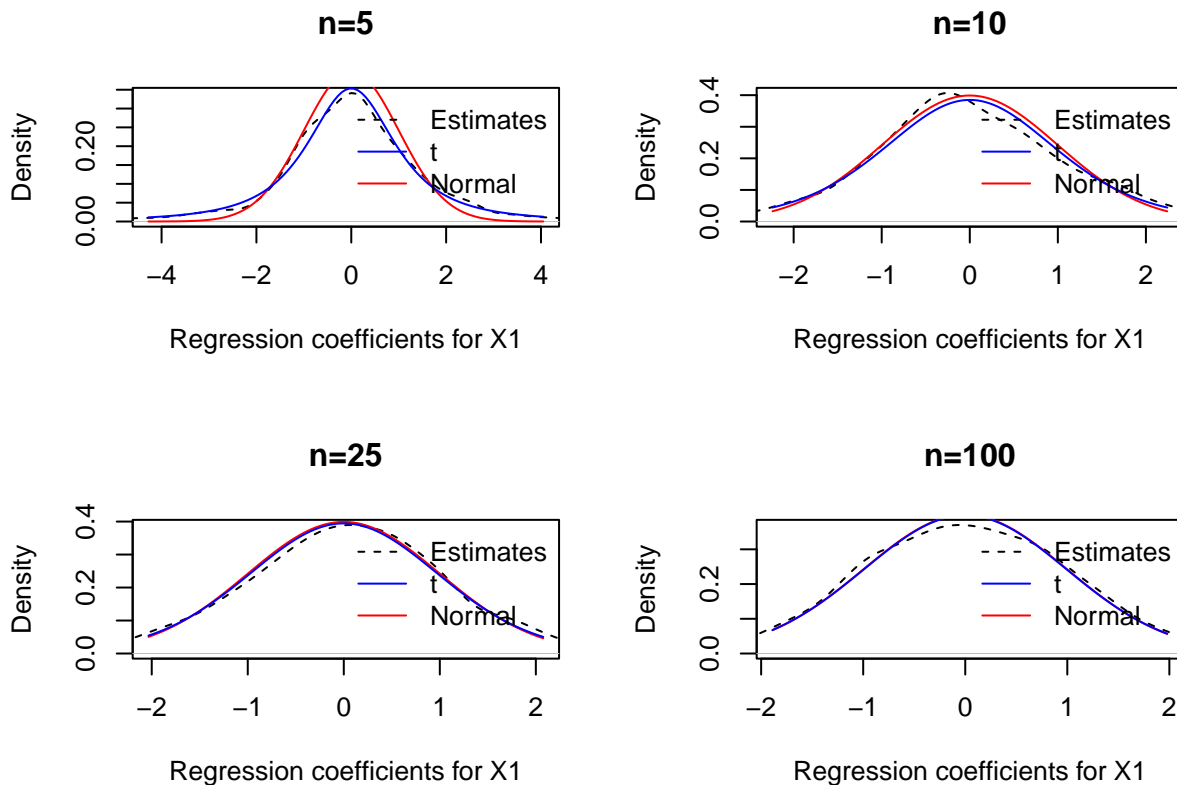 n=5
Density
0.00
0.20
Estimates
t
Normal
−4
−2
0
2
4
Regression coefficients for X1
n=10
Density
0.0
0.2
0.4
Estimates
t
Normal
−2
−1
0
1
2
Regression coefficients for X1
n=25
Density
0.0
0.2
0.4
Estimates
t
Normal
−2
−1
0
1
2
Regression coefficients for X1
n=100
Density
0.0
0.2
Estimates
t
Normal
−2
−1
0
1
2
Regression coefficients for X1